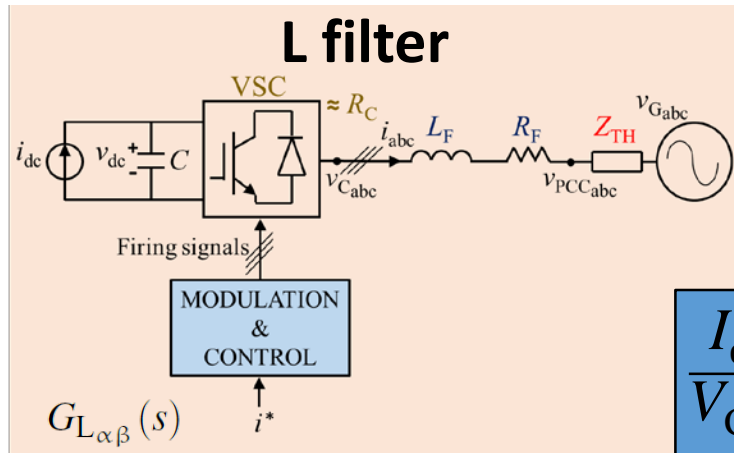 L filter
VSC
≈ R_C
i_dc
v_dc
+
-
C
i_abc
L_F
R_F
Z_TH
v_G_abc
v_C_abc
v_PCC_abc
Firing signals
MODULATION
&
CONTROL
G_L_αβ (s)
i*